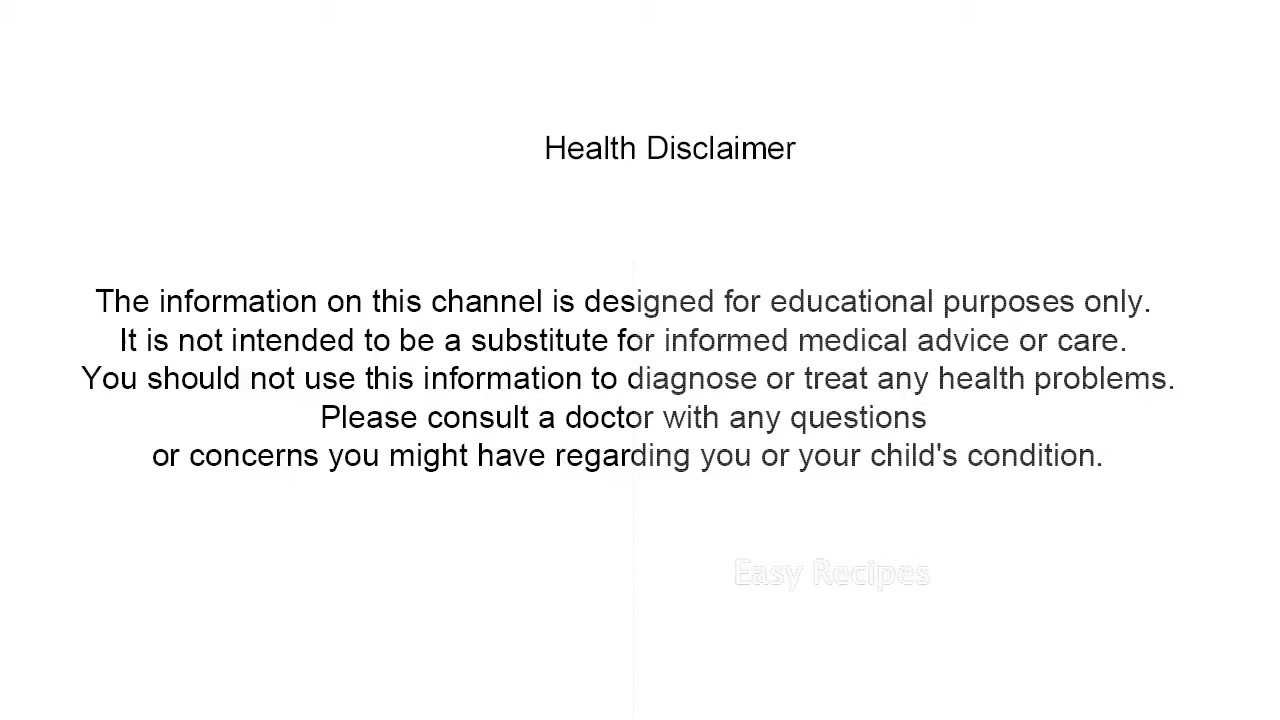 Health Disclaimer
The information on this channel is designed for educational purposes only.
It is not intended to be a substitute for informed medical advice or care.
You should not use this information to diagnose or treat any health problems.
Please consult a doctor with any questions
or concerns you might have regarding you or your child's condition.
Easy Recipes